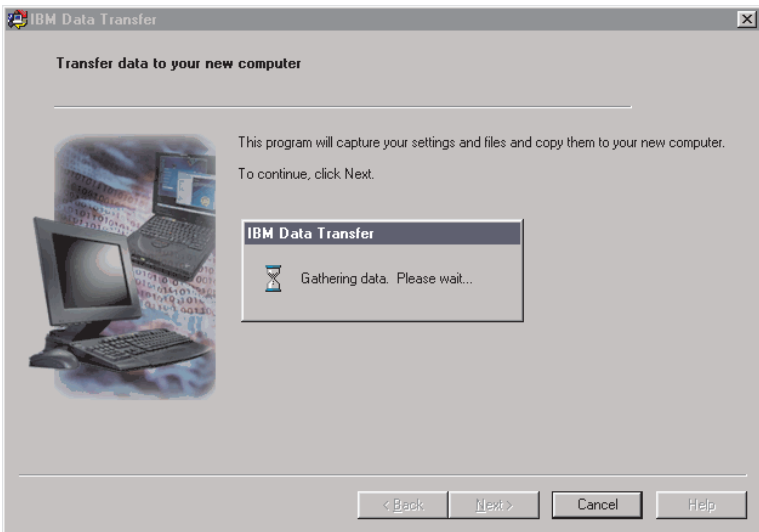 IBM Data Transfer
Transfer data to your new computer
This program will capture your settings and files and copy them to your new computer.
To continue, click Next.
IBM Data Transfer
Gathering data. Please wait...
< Back Next > Cancel Help